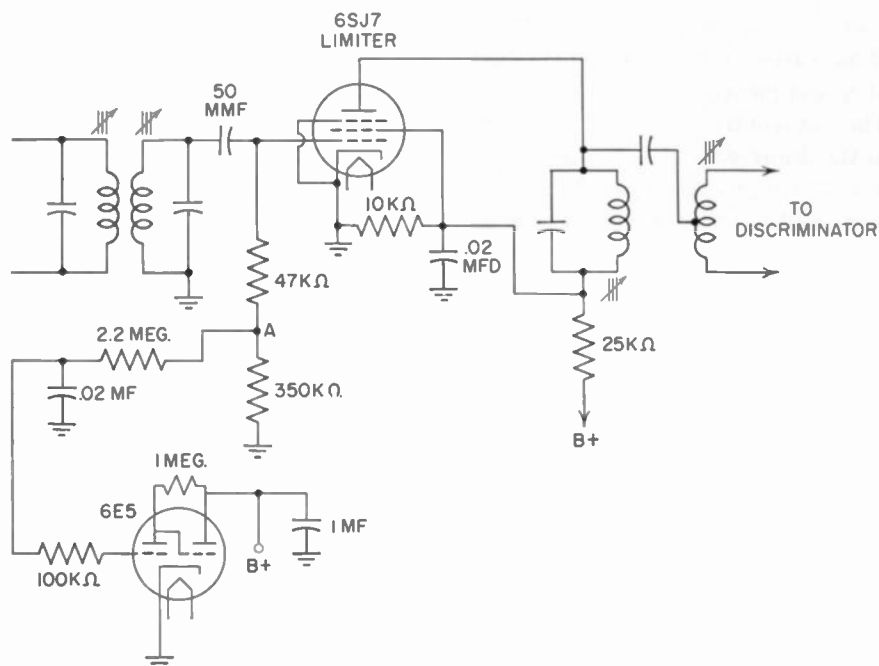 6SJ7
LIMITER
50
MMF
10KΩ
.02
MFD
TO
DISCRIMINATOR
47KΩ
A
2.2 MEG.
.02 MF
350KΩ.
25KΩ
B+
1 MEG.
6E5
1 MF
B+
100KΩ